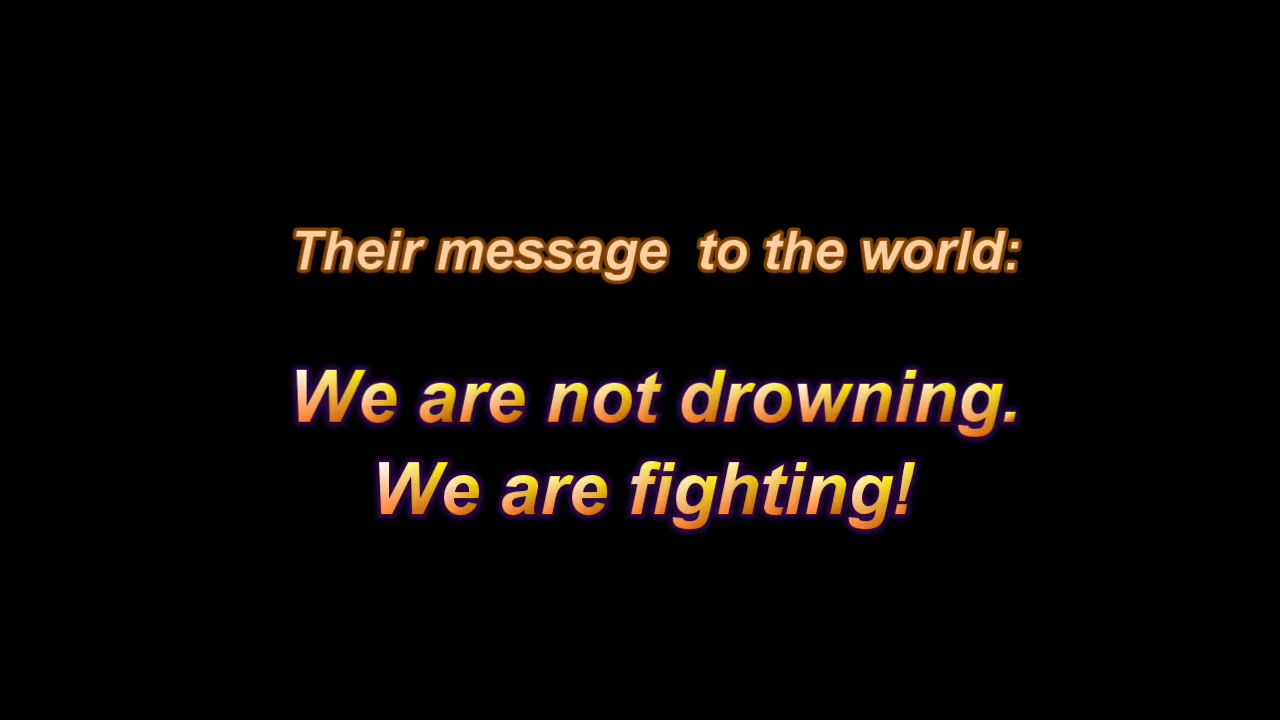 Their message  to the world:
We are not drowning.
We are fighting!